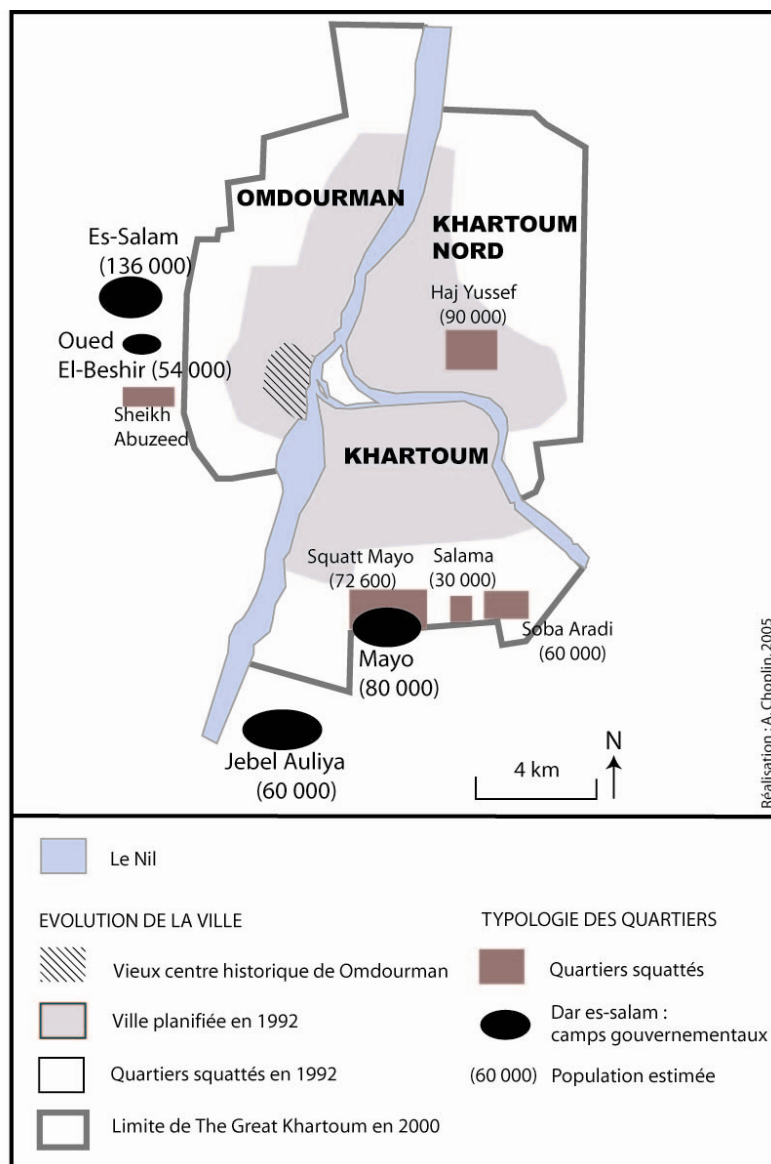 OMDOURMAN
KHARTOUM
NORD
Es-Salam
(136 000)
Haj Yussef
(90 000)
Oued
El-Beshir (54 000)
Sheikh
Abuzeed
KHARTOUM
Squatt Mayo
(72 600)
Salama
(30 000)
Soba Aradi
(60 000)
Mayo
(80 000)
Jebel Auliya
(60 000)
4 km
N
Réalisation : A. Choplin, 2005
Le Nil
EVOLUTION DE LA VILLE
Vieux centre historique de Omdourman
Ville planifiée en 1992
Quartiers squattés en 1992
Limite de The Great Khartoum en 2000
TYPOLOGIE DES QUARTIERS
Quartiers squattés
Dar es-salam :
camps gouvernementaux
(60 000) Population estimée